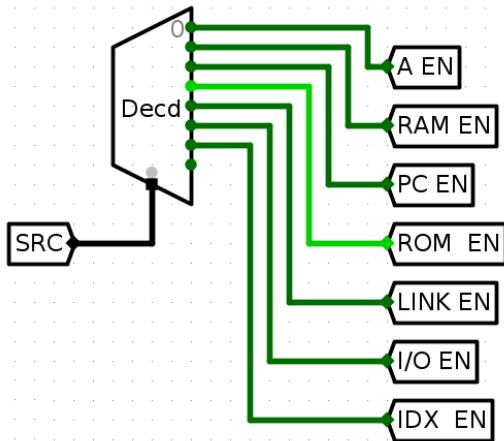 0
A EN
Decd
RAM EN
PC EN
SRC
ROM  EN
LINK EN
I/O EN
IDX  EN